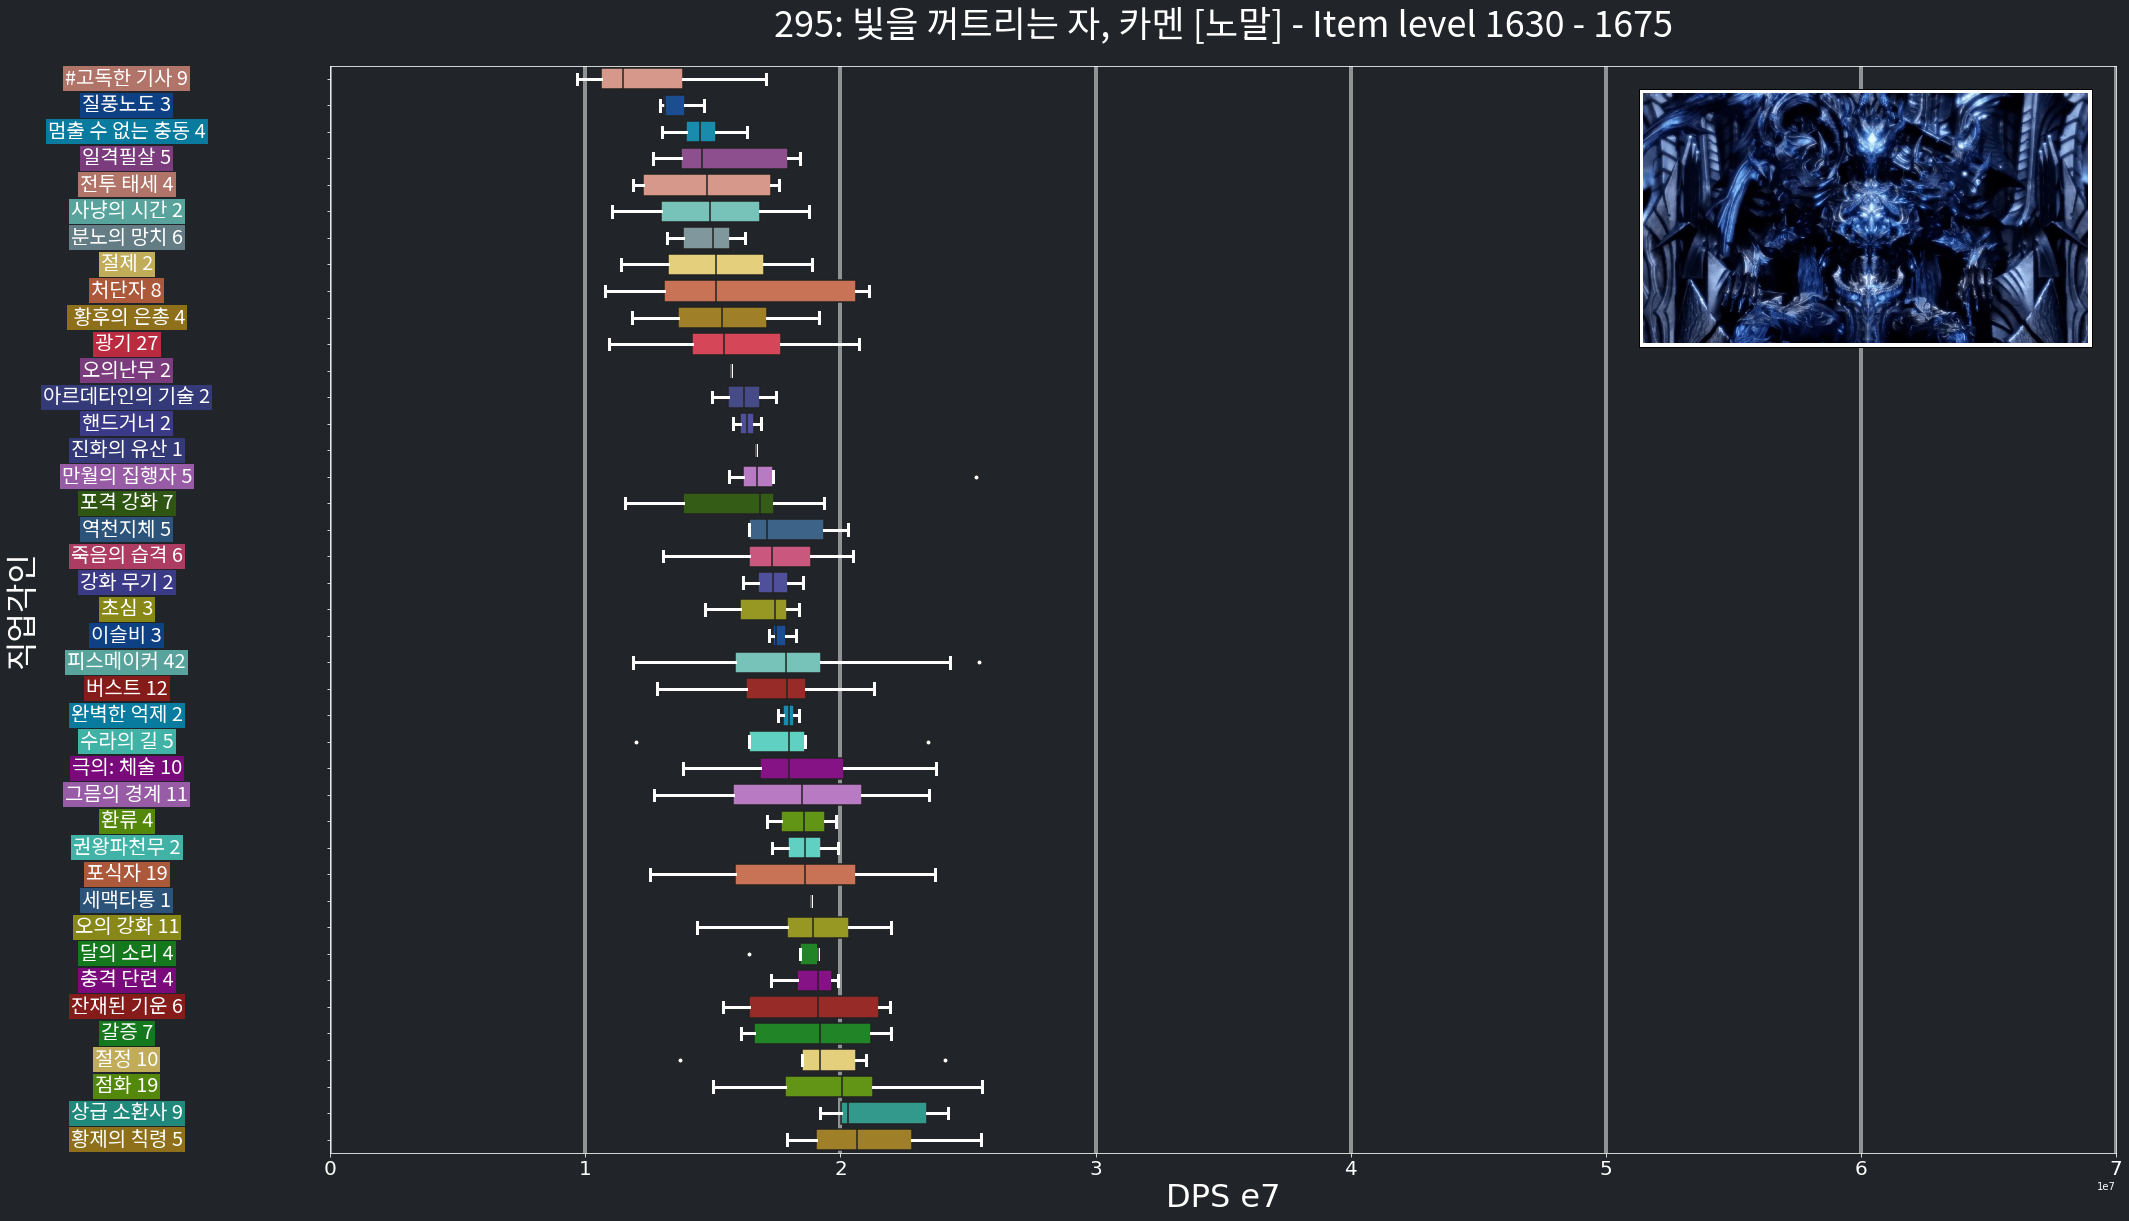 295: 빛을 꺼트리는 자, 카멘 [노말] - Item level 1630 - 1675
직업각인
#고독한 기사 9
질풍노도 3
멈출 수 없는 충동 4
일격필살 5
전투 태세 4
사냥의 시간 2
분노의 망치 6
절제 2
처단자 8
황후의 은총 4
광기 27
오의난무 2
아르데타인의 기술 2
핸드거너 2
진화의 유산 1
만월의 집행자 5
포격 강화 7
역천지체 5
죽음의 습격 6
강화 무기 2
초심 3
이슬비 3
피스메이커 42
버스트 12
완벽한 억제 2
수라의 길 5
극의: 체술 10
그믐의 경계 11
환류 4
권왕파천무 2
포식자 19
세맥타통 1
오의 강화 11
달의 소리 4
충격 단련 4
잔재된 기운 6
갈증 7
절정 10
점화 19
상급 소환사 9
황제의 칙령 5
0 1 2 3 4 5 6 7
1e7
DPS e7